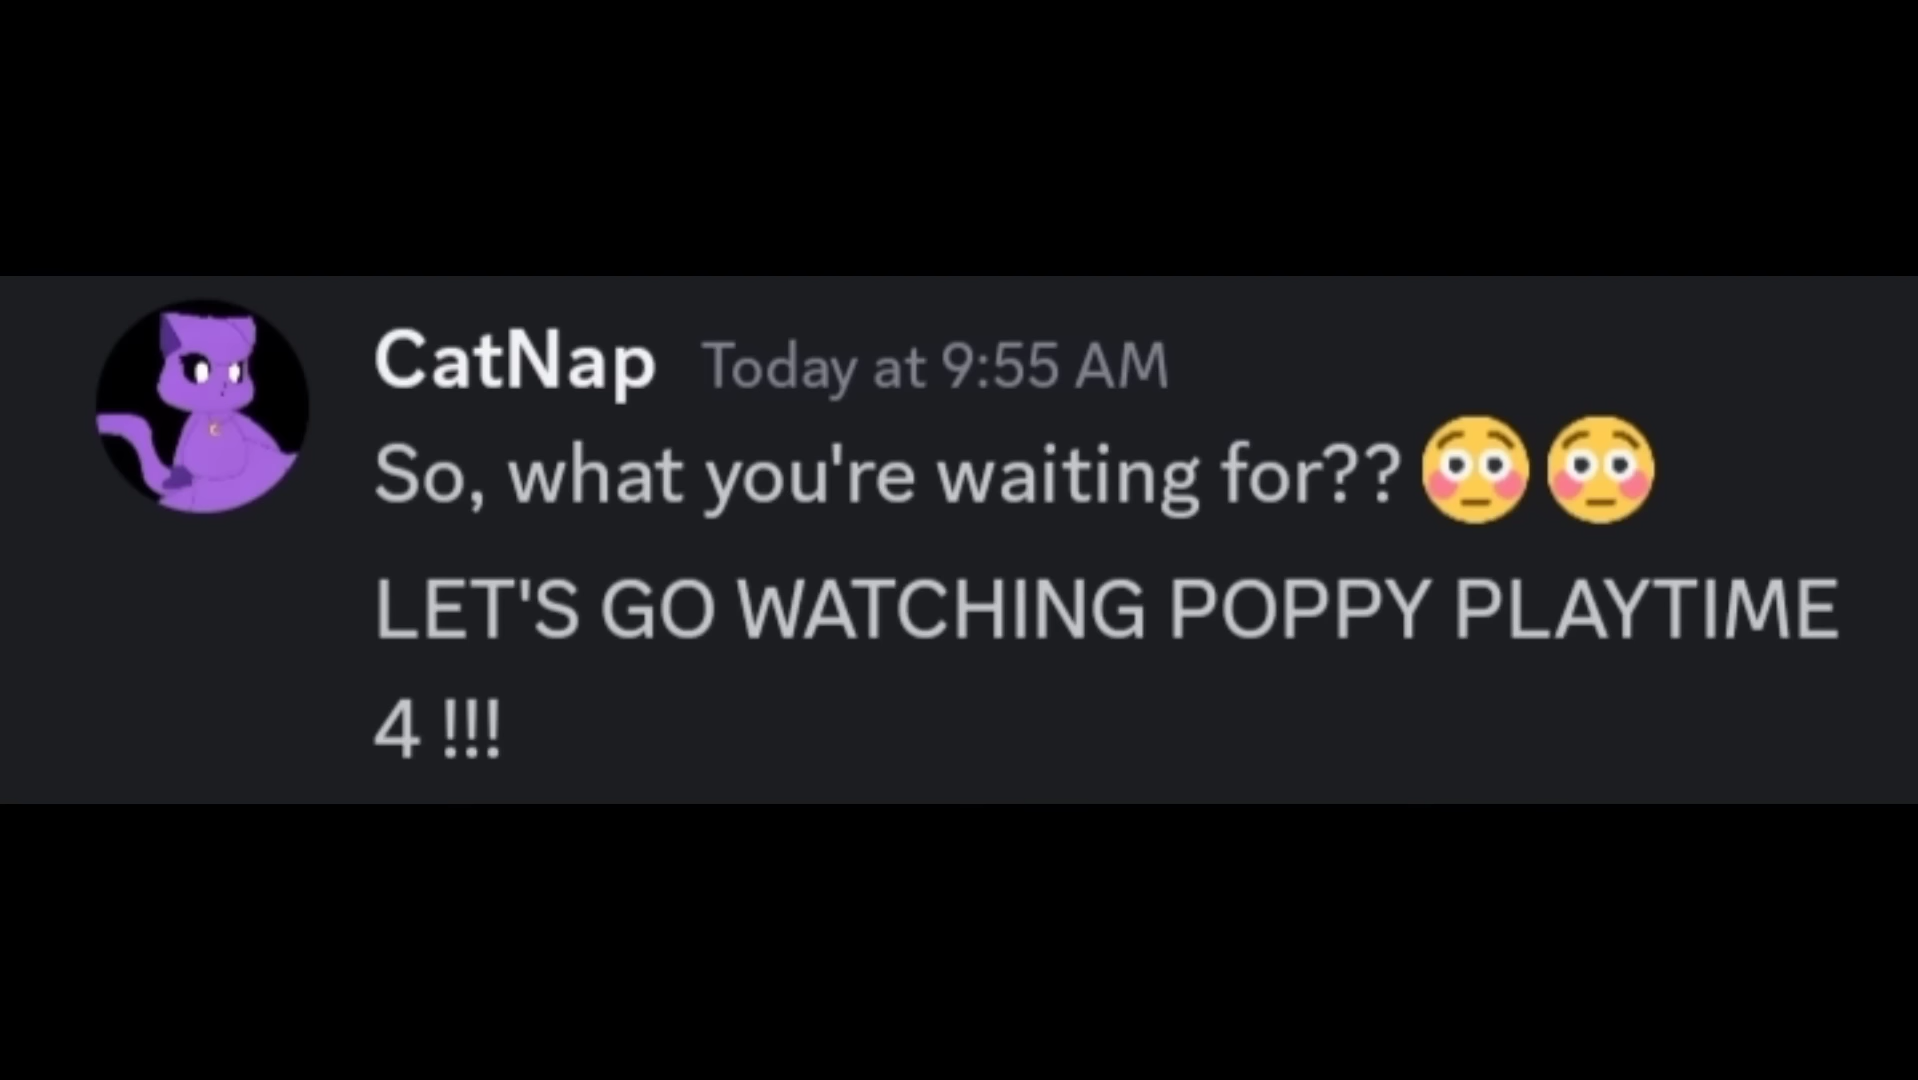 CatNap Today at 9:55 AM
So, what you're waiting for?? 😳😳
LET'S GO WATCHING POPPY PLAYTIME
4 !!!